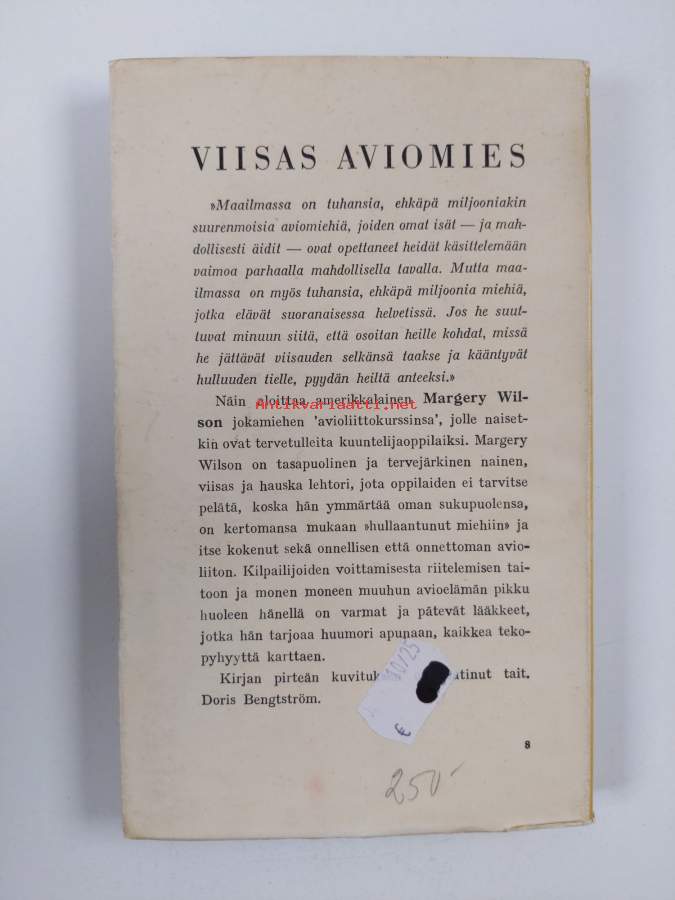 VIISAS AVIOMIES
»Maailmassa on tuhansia, ehkäpä miljooniakin
suurenmoisia aviomiehiä, joiden omat isät — ja mah-
dollisesti äidit — ovat opettaneet heidät käsittelemään
vaimoa parhaalla mahdollisella tavalla. Mutta maa-
ilmassa on myös tuhansia, ehkäpä miljoonia miehiä,
jotka elävät suoranaisessa helvetissä. Jos he suut-
tuvat minuun siitä, että osoitan heille kohdat, missä
he jättävät viisauden selkänsä taakse ja kääntyvät
hulluuden tielle, pyydän heiltä anteeksi.»
Näin aloittaa amerikkalainen Margery Wil-
Antikvariaatti.net
son jokamiehen 'avioliittokurssinsa', jolle naiset-
kin ovat tervetulleita kuuntelijaoppilaiksi. Margery
Wilson on tasapuolinen ja tervejärkinen nainen,
viisas ja hauska lehtori, jota oppilaiden ei tarvitse
pelätä, koska hän ymmärtää oman sukupuolensa,
on kertomansa mukaan »hullaantunut miehiin» ja
itse kokenut sekä onnellisen että onnettoman avio-
liiton. Kilpailijoiden voittamisesta riitelemisen tai-
toon ja monen moneen muuhun avioelämän pikku
huoleen hänellä on varmat ja pätevät lääkkeet,
jotka hän tarjoaa huumori apunaan, kaikkea teko-
pyhyyttä karttaen.
Kirjan pirteän kuvituk atinut tait.
Doris Bengtström.
10/25
€
8
250-